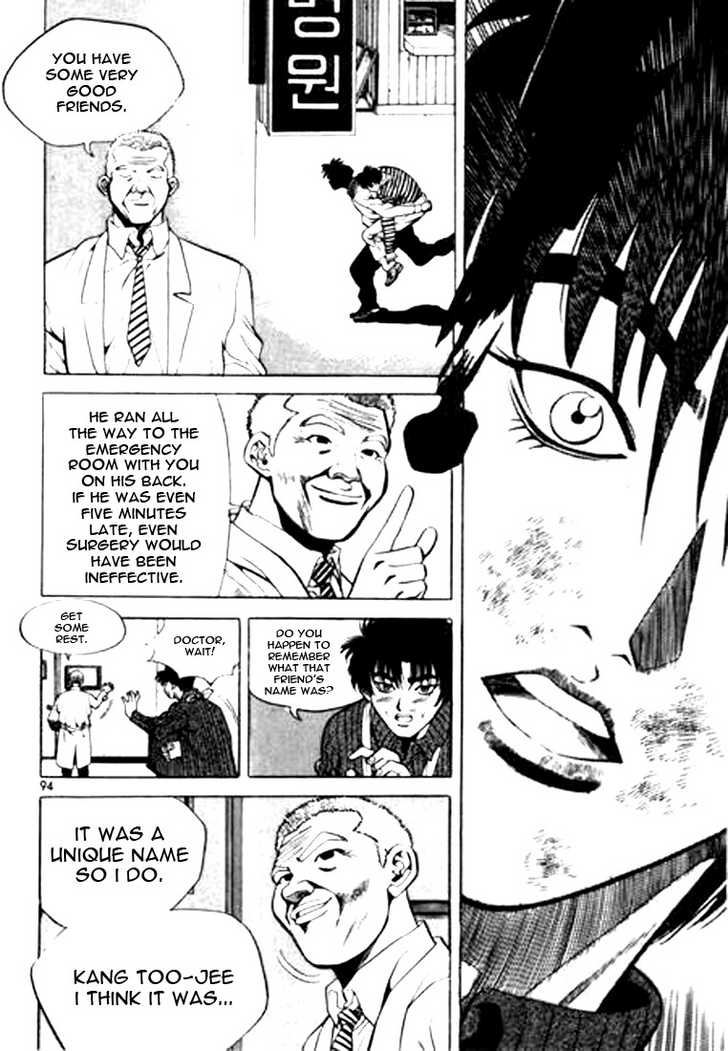 YOU HAVE
SOME VERY
GOOD
FRIENDS.
원
HE RAN ALL
THE WAY TO THE
EMERGENCY
ROOM WITH YOU
ON HIS BACK.
IF HE WAS EVEN
FIVE MINUTES
LATE, EVEN
SURGERY WOULD
HAVE BEEN
INEFFECTIVE.
GET
SOME
REST.
DOCTOR,
WAIT!
DO YOU
HAPPEN TO
REMEMBER
WHAT THAT
FRIEND'S
NAME WAS?
94
IT WAS A
UNIQUE NAME
SO I DO.
KANG TOO-JEE
I THINK IT WAS...